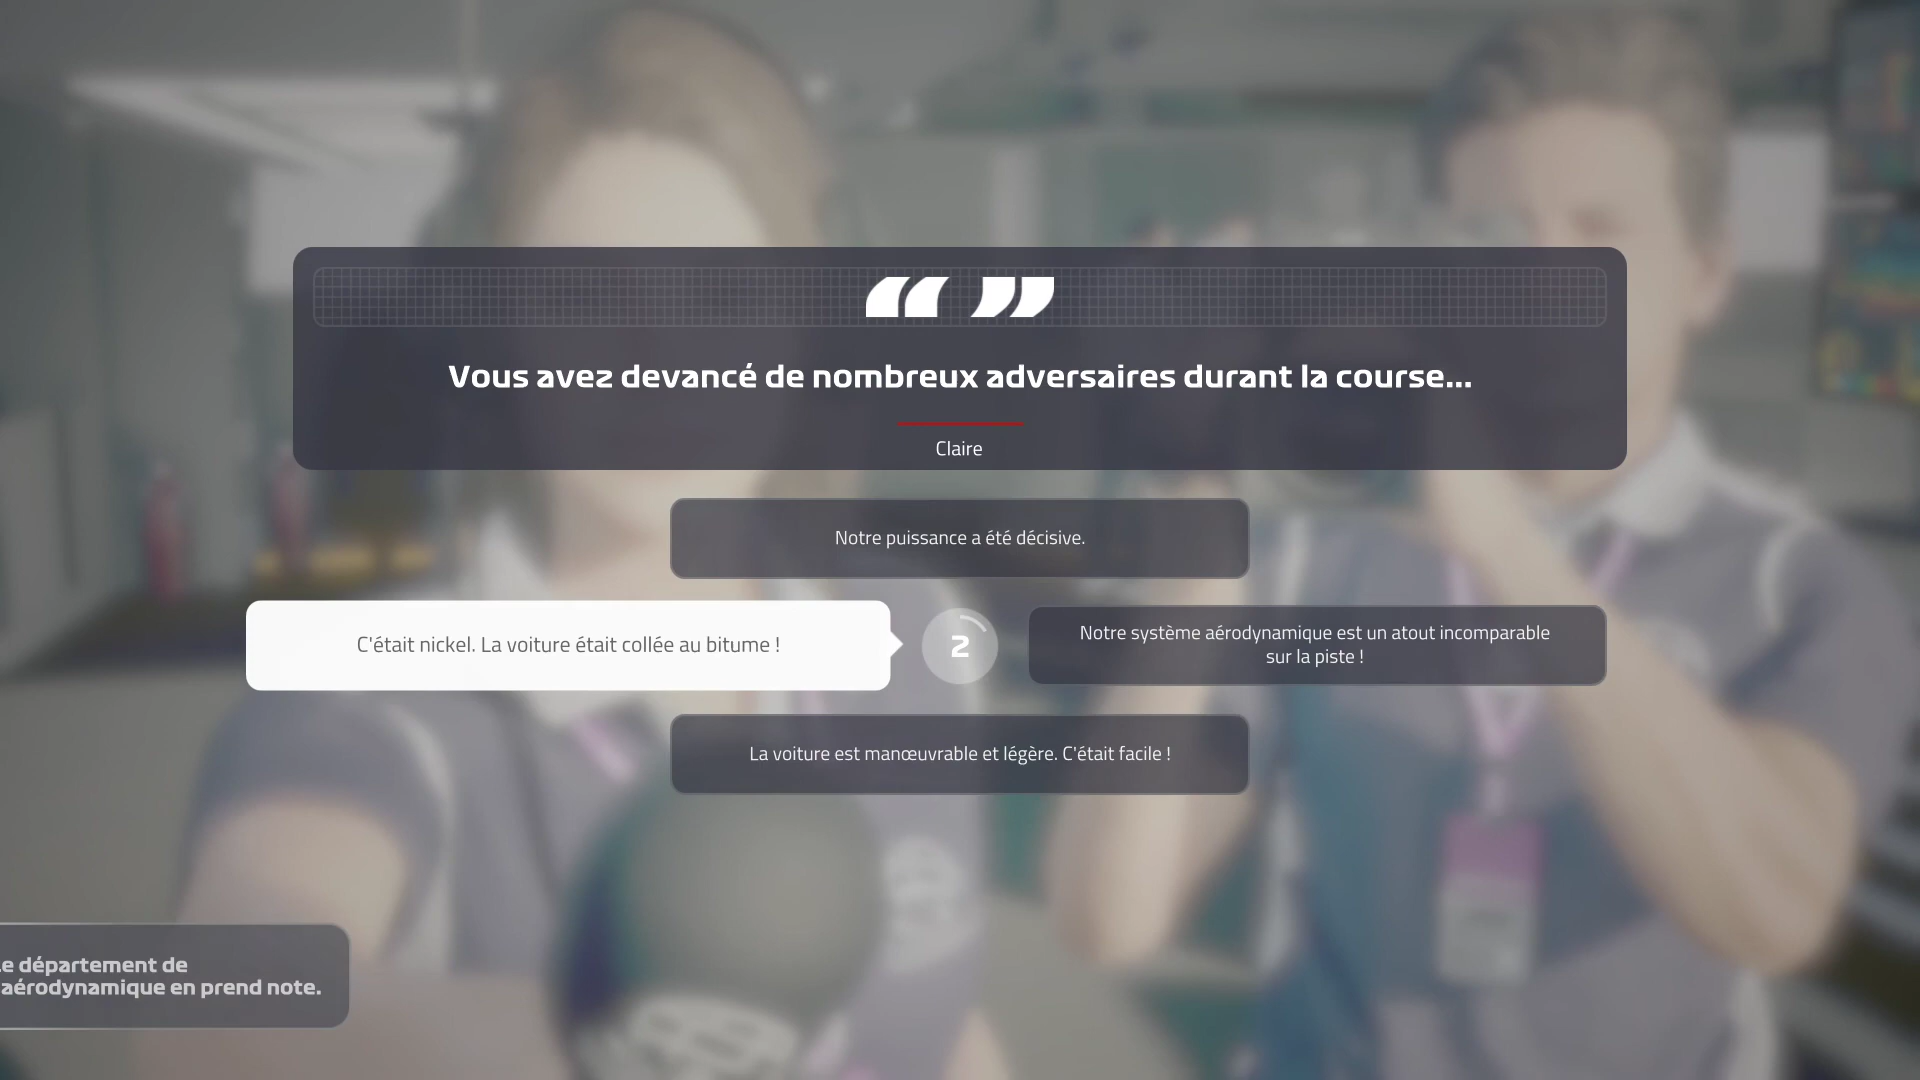 “ ”
Vous avez devancé de nombreux adversaires durant la course...
Claire
Notre puissance a été décisive.
C'était nickel. La voiture était collée au bitume !
2
Notre système aérodynamique est un atout incomparable
sur la piste !
La voiture est manœuvrable et légère. C'était facile !
e département de
aérodynamique en prend note.